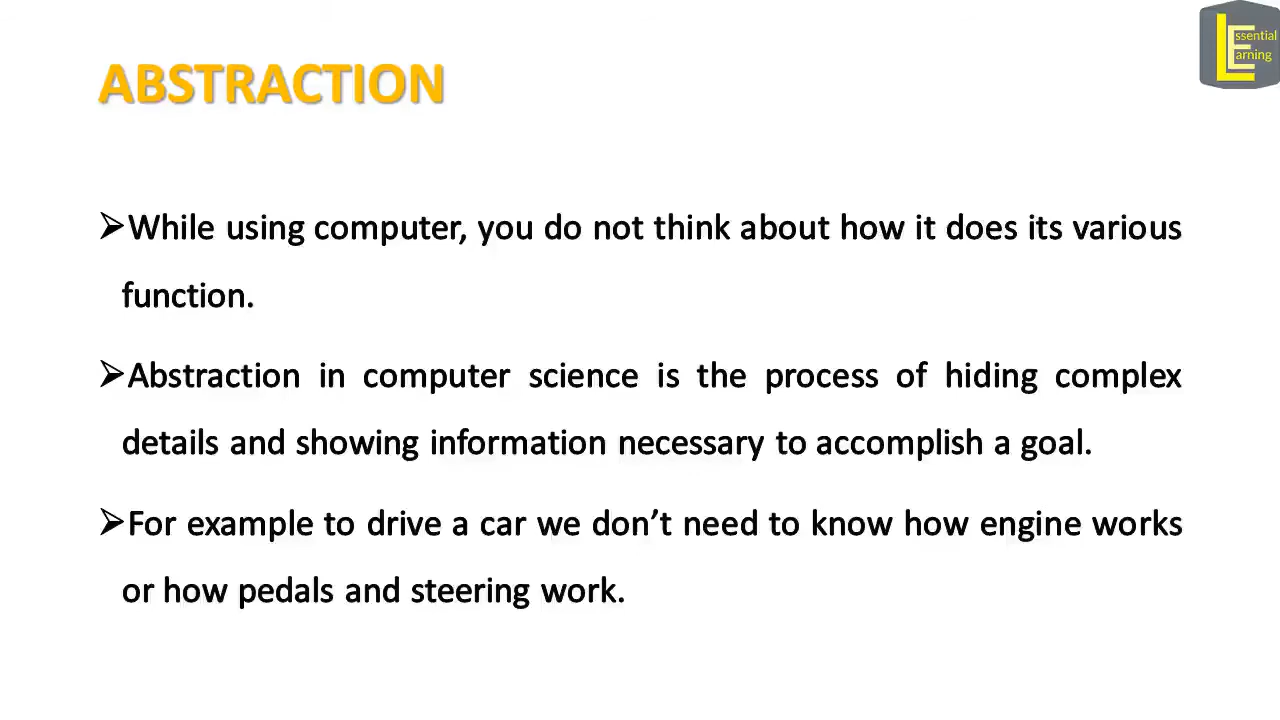 ABSTRACTION
Essential
Learning
➢While using computer, you do not think about how it does its various
function.
➢Abstraction in computer science is the process of hiding complex
details and showing information necessary to accomplish a goal.
➢For example to drive a car we don’t need to know how engine works
or how pedals and steering work.